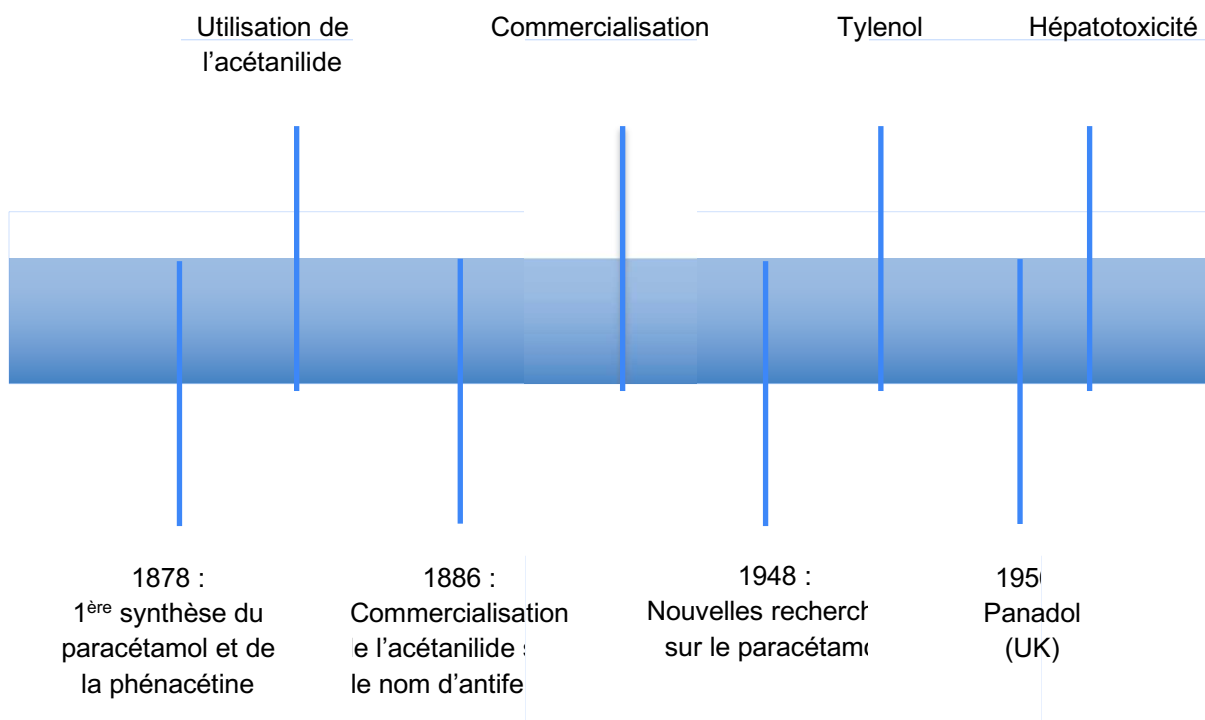 Utilisation de
l’acétanilide
Commercialisation
Tylenol
Hépatotoxicité
1878 :
1ère synthèse du
paracétamol et de
la phénacétine
1886 :
Commercialisation
e l’acétanilide
le nom d’antife
1948 :
Nouvelles recherch
sur le paracétamo
195
Panadol
(UK)